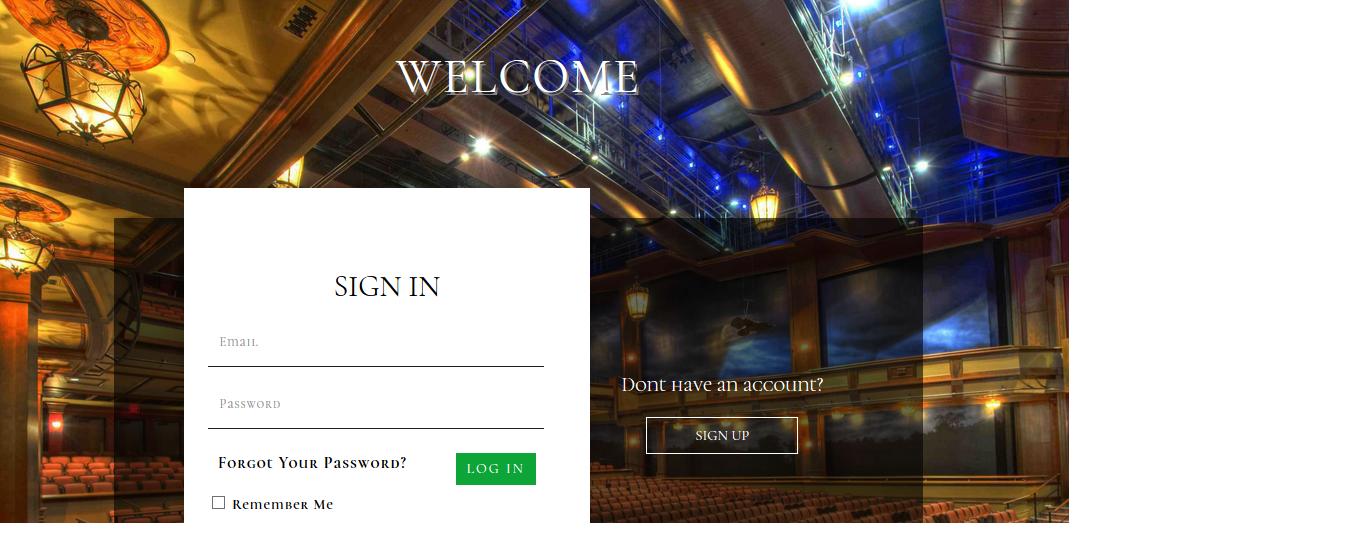 WELCOME
SIGN IN
Email
Password
Forgot Your Password?
LOG IN
Remember Me
Dont have an account?
SIGN UP